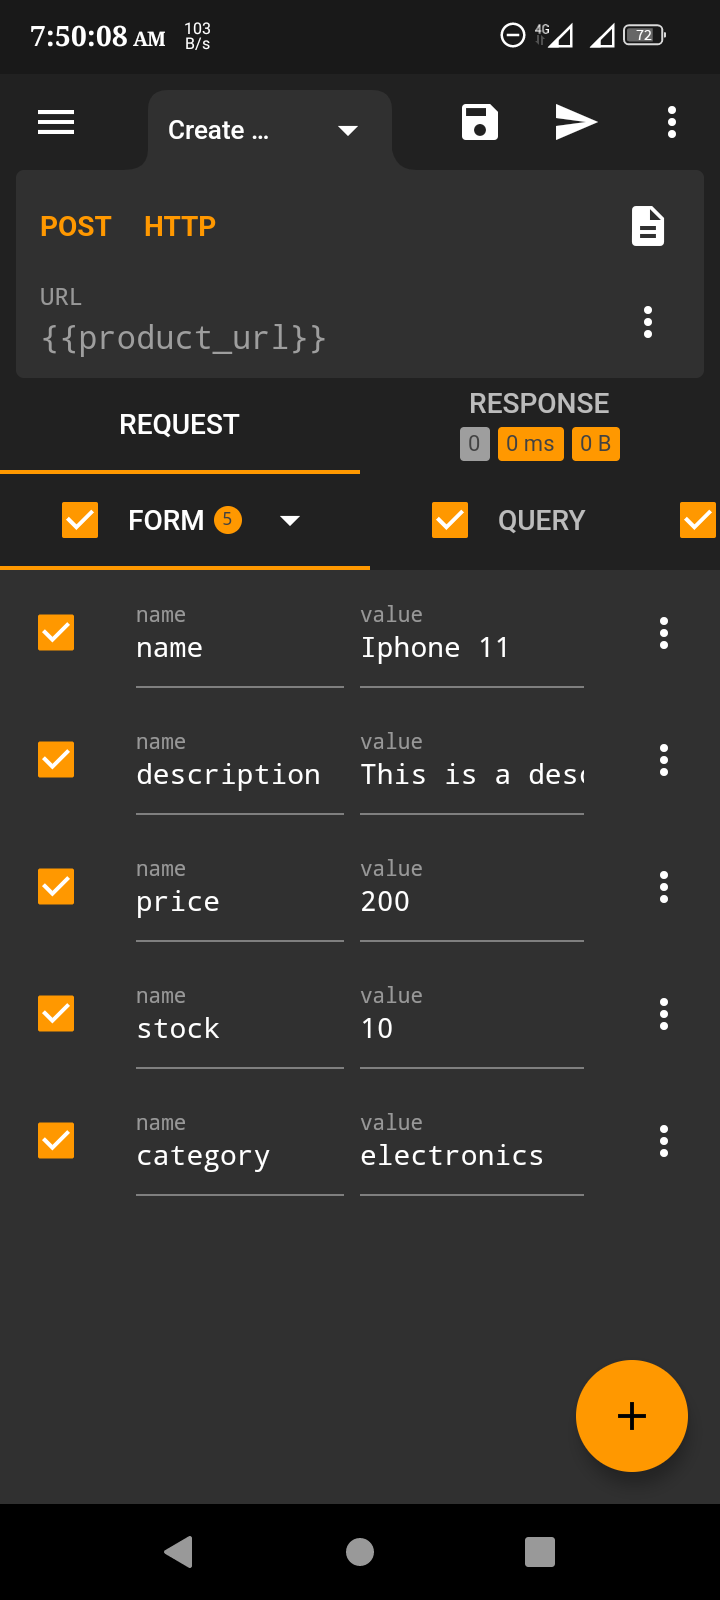 7:50:08 AM 103 B/s 4G 72
Create ...
POST HTTP
URL
{{product_url}}
REQUEST
RESPONSE
0 0 ms 0 B
FORM 5 QUERY
name value
name Iphone 11
name value
description This is a desc
name value
price 200
name value
stock 10
name value
category electronics